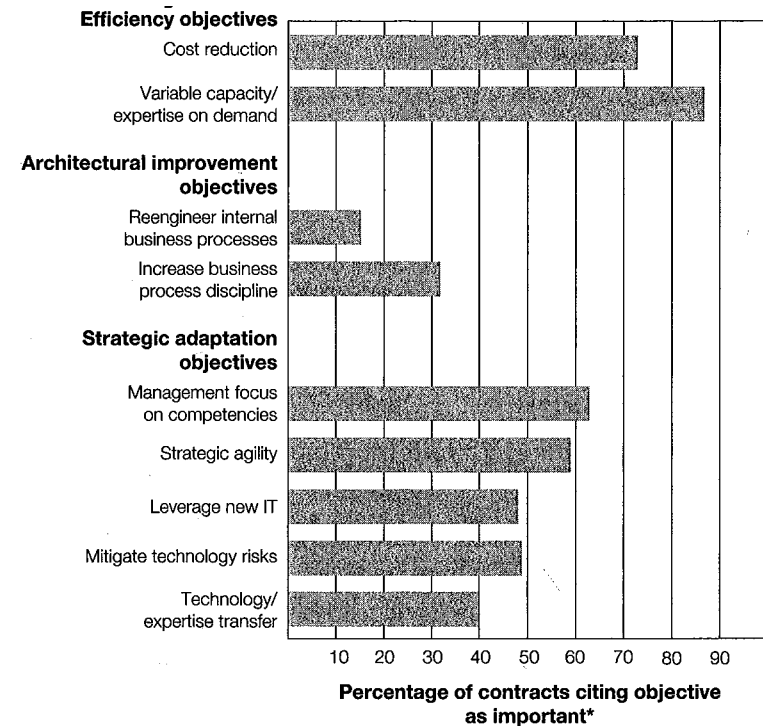 Efficiency objectives
Cost reduction
Variable capacity/
expertise on demand
Architectural improvement
objectives
Reengineer internal
business processes
Increase business
process discipline
Strategic adaptation
objectives
Management focus
on competencies
Strategic agility
Leverage new IT
Mitigate technology risks
Technology/
expertise transfer
10 20 30 40 50 60 70 80 90
Percentage of contracts citing objective
as important*